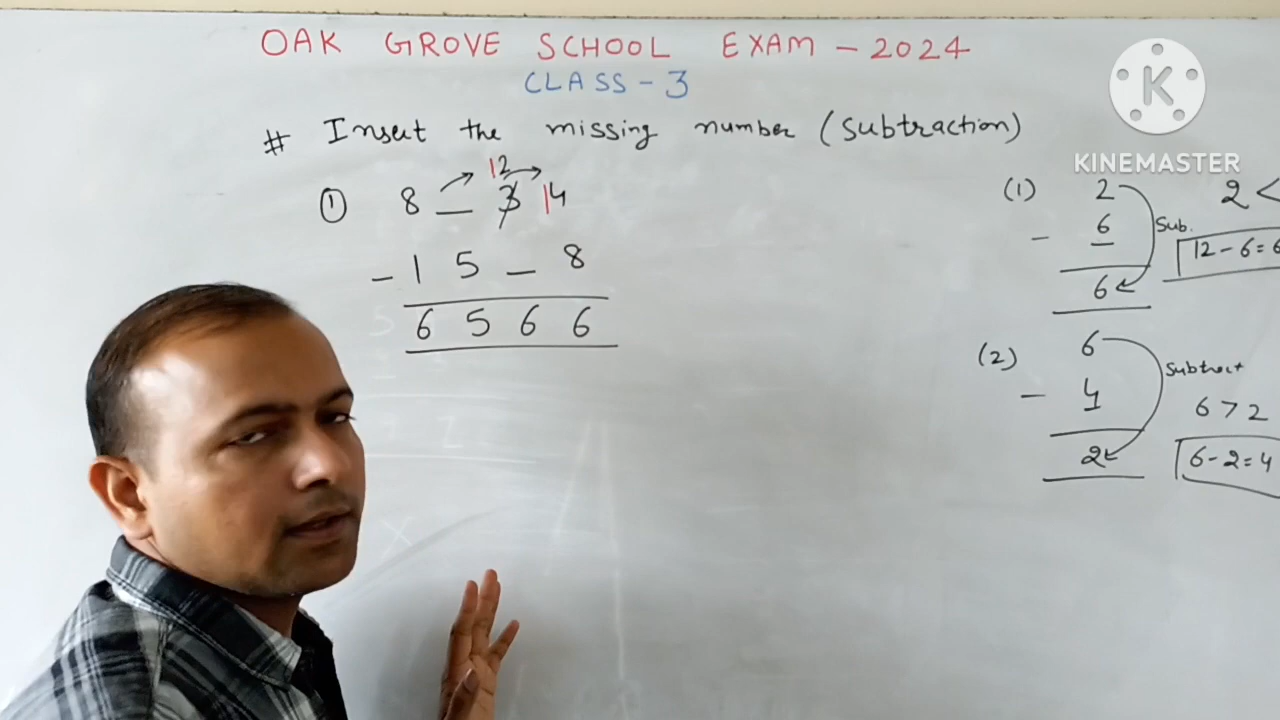 OAK GROVE SCHOOL EXAM - 2024
CLASS - 3
# Insert the missing number (Subtraction)
12
① 8 _ 3 14
- 1 5 _ 8
6 5 6 6
(1) 2 2 <
- 6 Sub. 12 - 6 = 6
6
(2) 6 Subtract
- 4 6 > 2
2 6 - 2 = 4
K
KINEMASTER